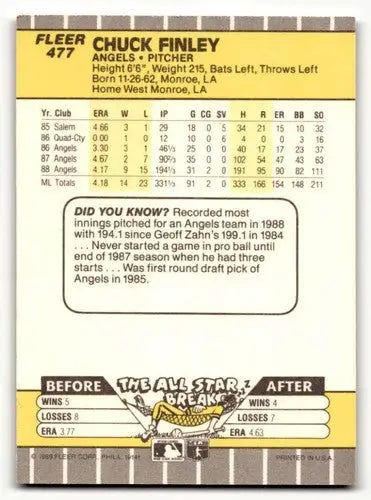 FLEER
477
CHUCK FINLEY
ANGELS • PITCHER
Height 6'6", Weight 215, Bats Left, Throws Left
Born 11-26-62, Monroe, LA
Home West Monroe, LA
Yr. Club ERA W L IP G CG SV H R ER BB SO
85 Salem 4.66 3 1 29 18 0 5 34 21 15 10 32
86 Quad-Cty 0.00 1 0 12 10 0 6 4 0 0 3 16
86 Angels 3.30 3 1 46⅓ 25 0 0 40 17 17 23 37
87 Angels 4.67 2 7 90⅔ 35 3 0 102 54 47 43 63
88 Angels 4.17 9 15 194⅓ 31 2 0 191 95 90 82 111
ML Totals 4.18 14 23 331⅓ 91 2 0 333 166 154 148 211
DID YOU KNOW? Recorded most
innings pitched for an Angels team in 1988
with 194.1 since Geoff Zahn's 199.1 in 1984
. . . Never started a game in pro ball until
end of 1987 season when he had three
starts . . . Was first round draft pick of
Angels in 1985.
BEFORE THE ALL STAR BREAK AFTER
WINS 5 WINS 4
LOSSES 8 LOSSES 7
ERA 3.77 ERA 4.63
© 1989 FLEER CORP., PHILA. 19141 PRINTED IN U.S.A.